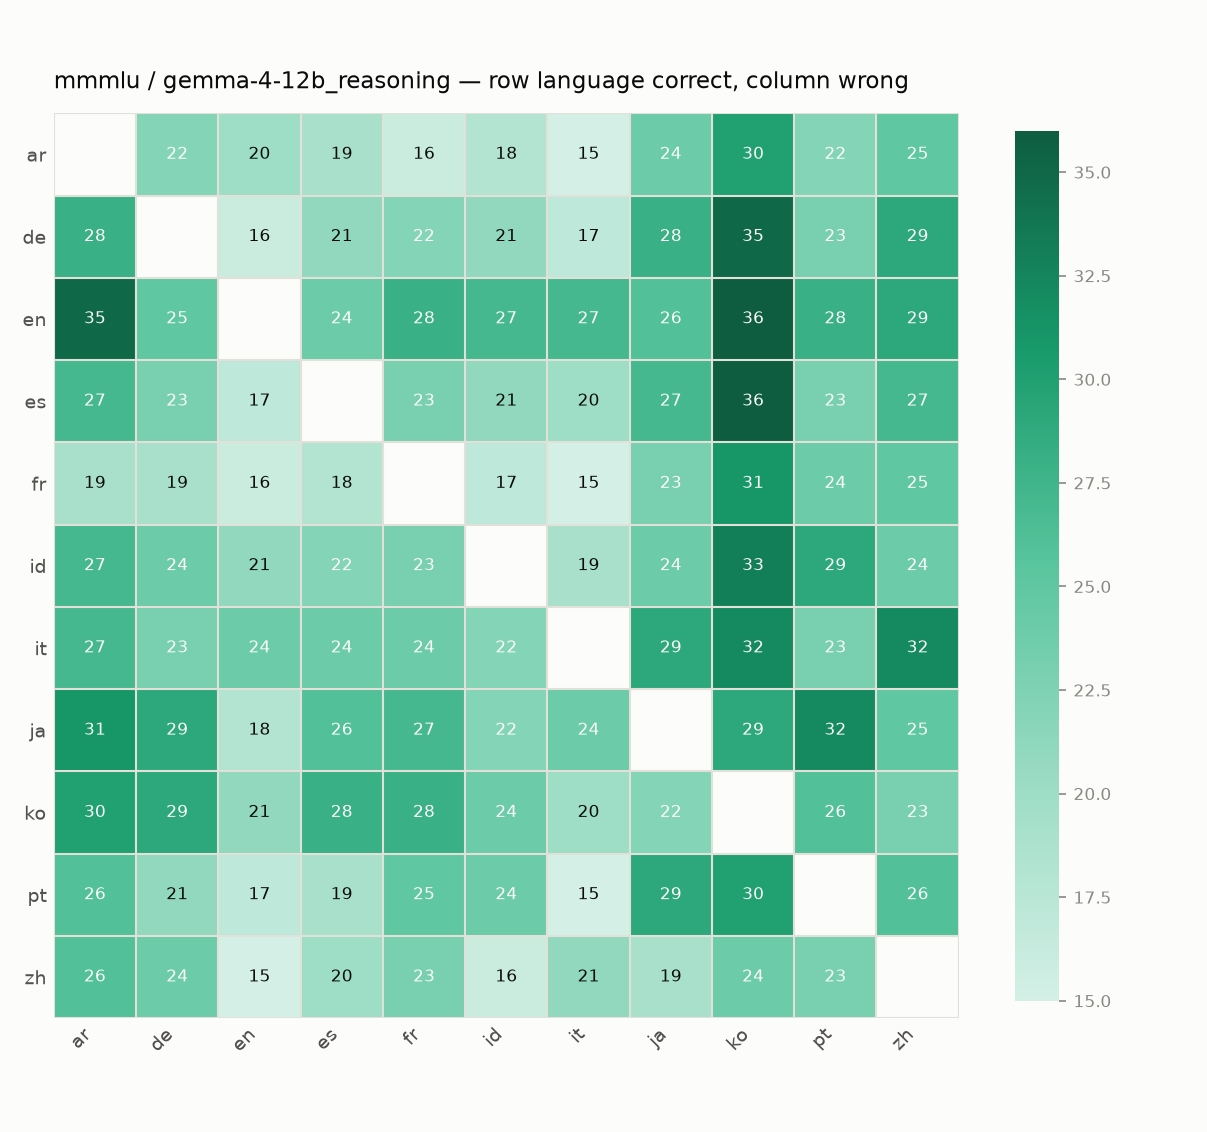 mmmlu / gemma-4-12b_reasoning — row language correct, column wrong
ar 22 20 19 16 18 15 24 30 22 25
de 28 16 21 22 21 17 28 35 23 29
en 35 25 24 28 27 27 26 36 28 29
es 27 23 17 23 21 20 27 36 23 27
fr 19 19 16 18 17 15 23 31 24 25
id 27 24 21 22 23 19 24 33 29 24
it 27 23 24 24 24 22 29 32 23 32
ja 31 29 18 26 27 22 24 29 32 25
ko 30 29 21 28 28 24 20 22 26 23
pt 26 21 17 19 25 24 15 29 30 26
zh 26 24 15 20 23 16 21 19 24 23
ar de en es fr id it ja ko pt zh
35.0
32.5
30.0
27.5
25.0
22.5
20.0
17.5
15.0